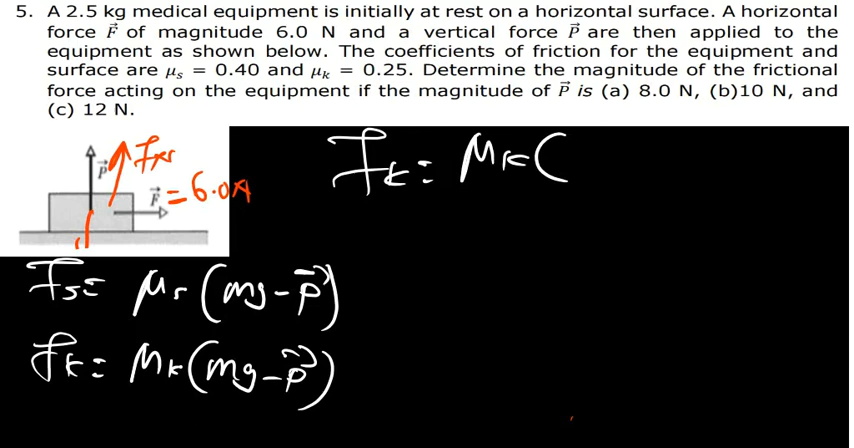 5. A 2.5 kg medical equipment is initially at rest on a horizontal surface. A horizontal
force F⃗ of magnitude 6.0 N and a vertical force P⃗ are then applied to the
equipment as shown below. The coefficients of friction for the equipment and
surface are μs = 0.40 and μk = 0.25. Determine the magnitude of the frictional
force acting on the equipment if the magnitude of P⃗ is (a) 8.0 N, (b)10 N, and
(c) 12 N.
P⃗
F⃗ = 6.0N
Fk = μk(
Fs = μs(mg-P⃗)
Fk = μk(mg-P⃗)